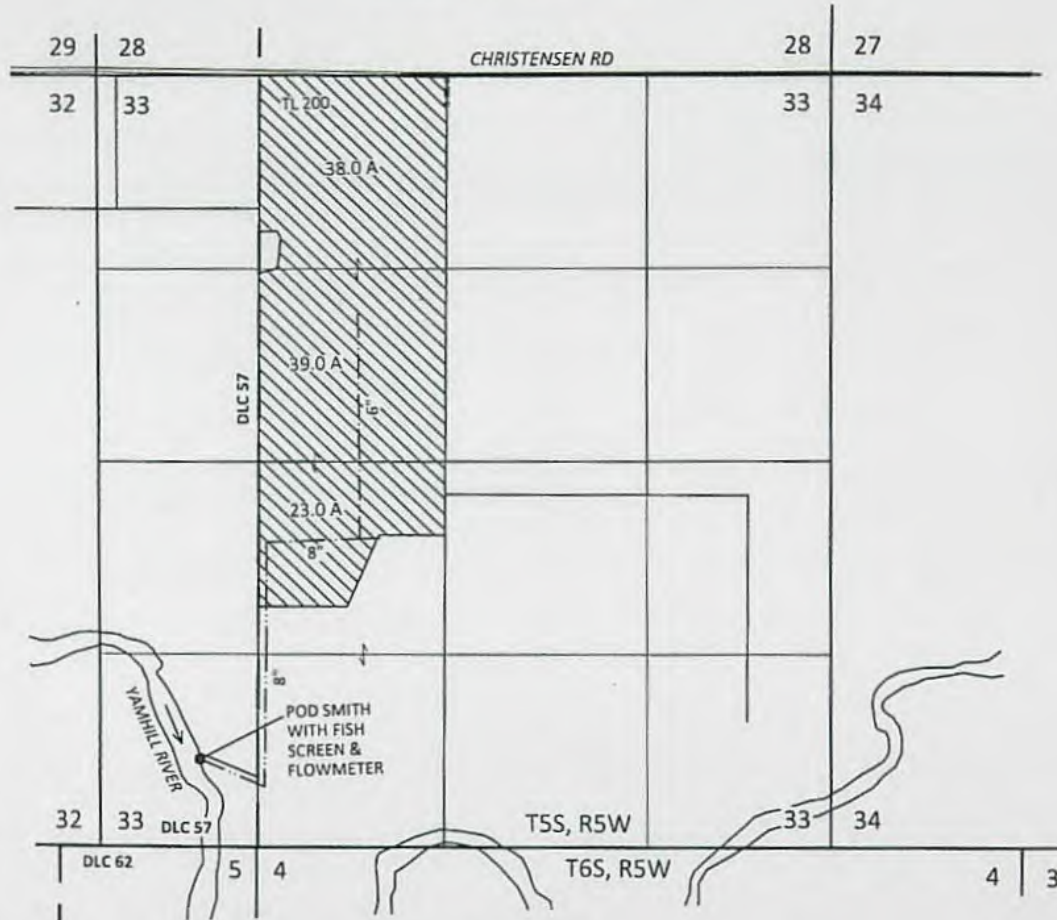 29 28
CHRISTENSEN RD
28 27
32 33
33 34
TL 200
38.0 A
DLC 57
39.0 A
6"
23.0 A
8"
8"
POD SMITH
WITH FISH
SCREEN &
FLOWMETER
YAMHILL RIVER
32 33
DLC 57
T5S, R5W
33 34
DLC 62
5 4
T6S, R5W
4 3